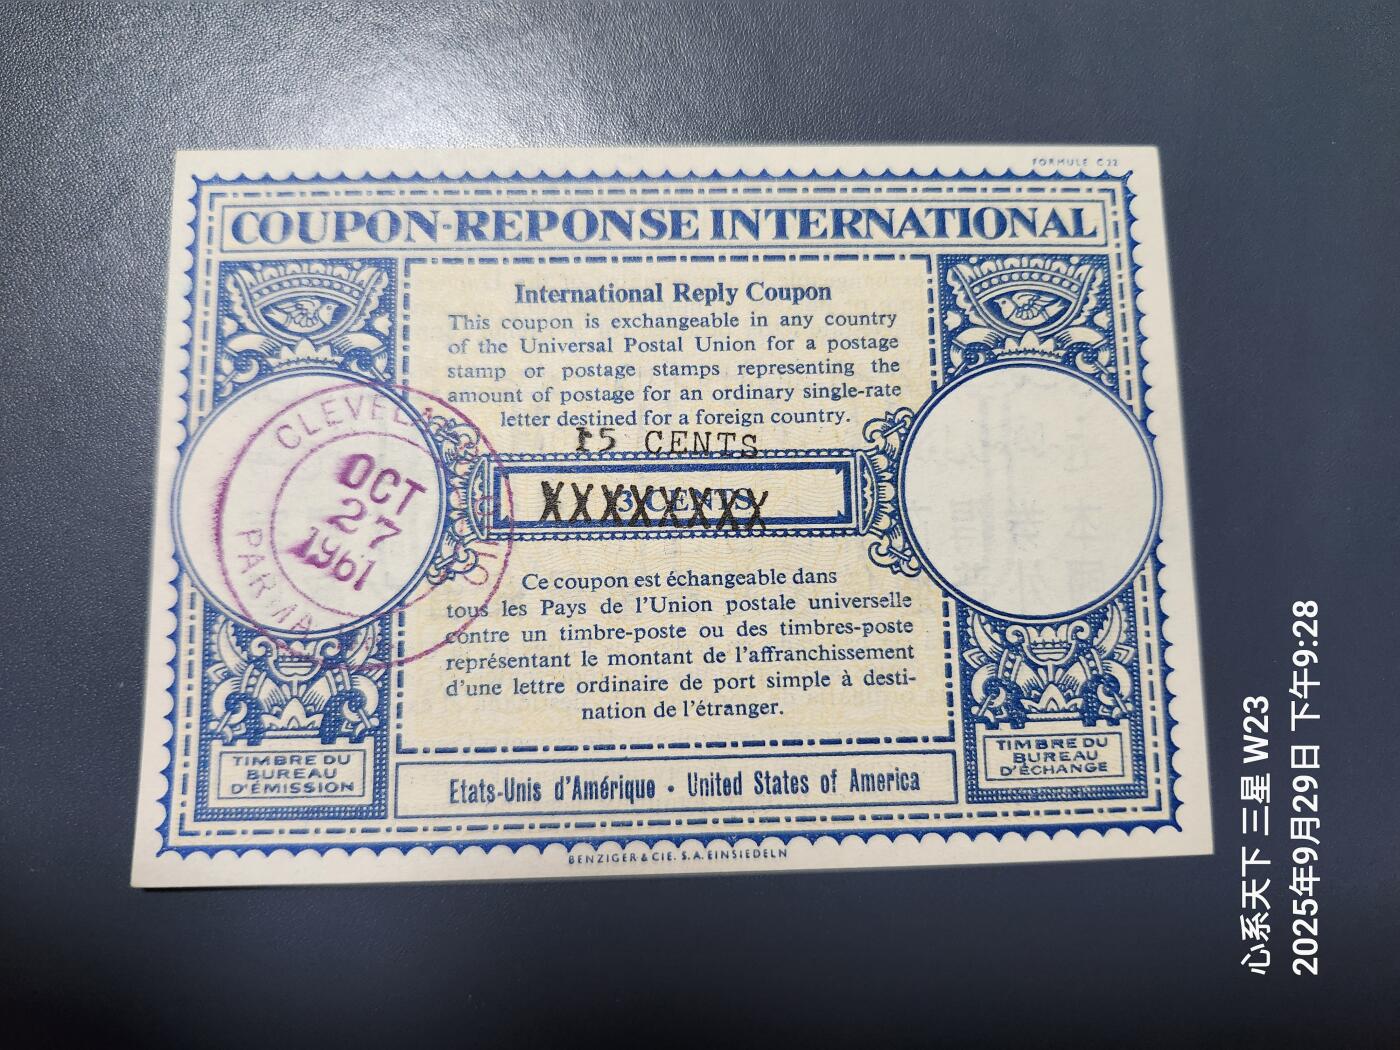 FORMULE C22
COUPON-REPONSE INTERNATIONAL
International Reply Coupon
This coupon is exchangeable in any country
of the Universal Postal Union for a postage
stamp or postage stamps representing the
amount of postage for an ordinary single-rate
letter destined for a foreign country.
15 CENTS
3 CENTS
XXXXXXXX
CLEVELAND OHIO
OCT
27
1961
PARMA
Ce coupon est échangeable dans
tous les Pays de l'Union postale universelle
contre un timbre-poste ou des timbres-poste
représentant le montant de l'affranchissement
d'une lettre ordinaire de port simple à desti-
nation de l'étranger.
TIMBRE DU
BUREAU
D'ÉMISSION
Etats-Unis d'Amérique • United States of America
TIMBRE DU
BUREAU
D'ÉCHANGE
BENZIGER & CIE. S.A. EINSIEDELN
心系天下 三星 W23
2025年9月29日 下午9:28